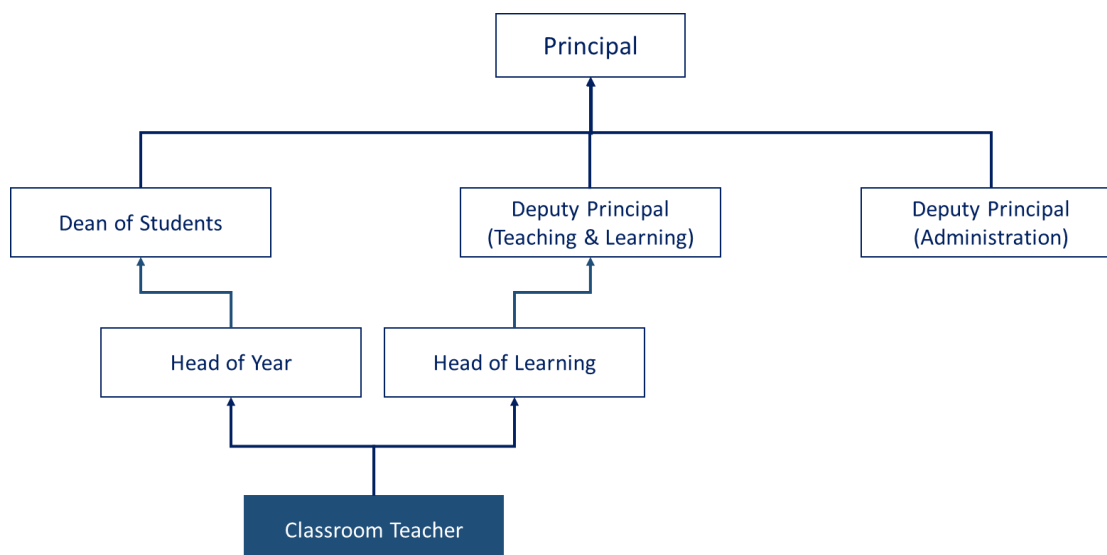 Principal
Dean of Students
Deputy Principal
(Teaching & Learning)
Deputy Principal
(Administration)
Head of Year
Head of Learning
Classroom Teacher